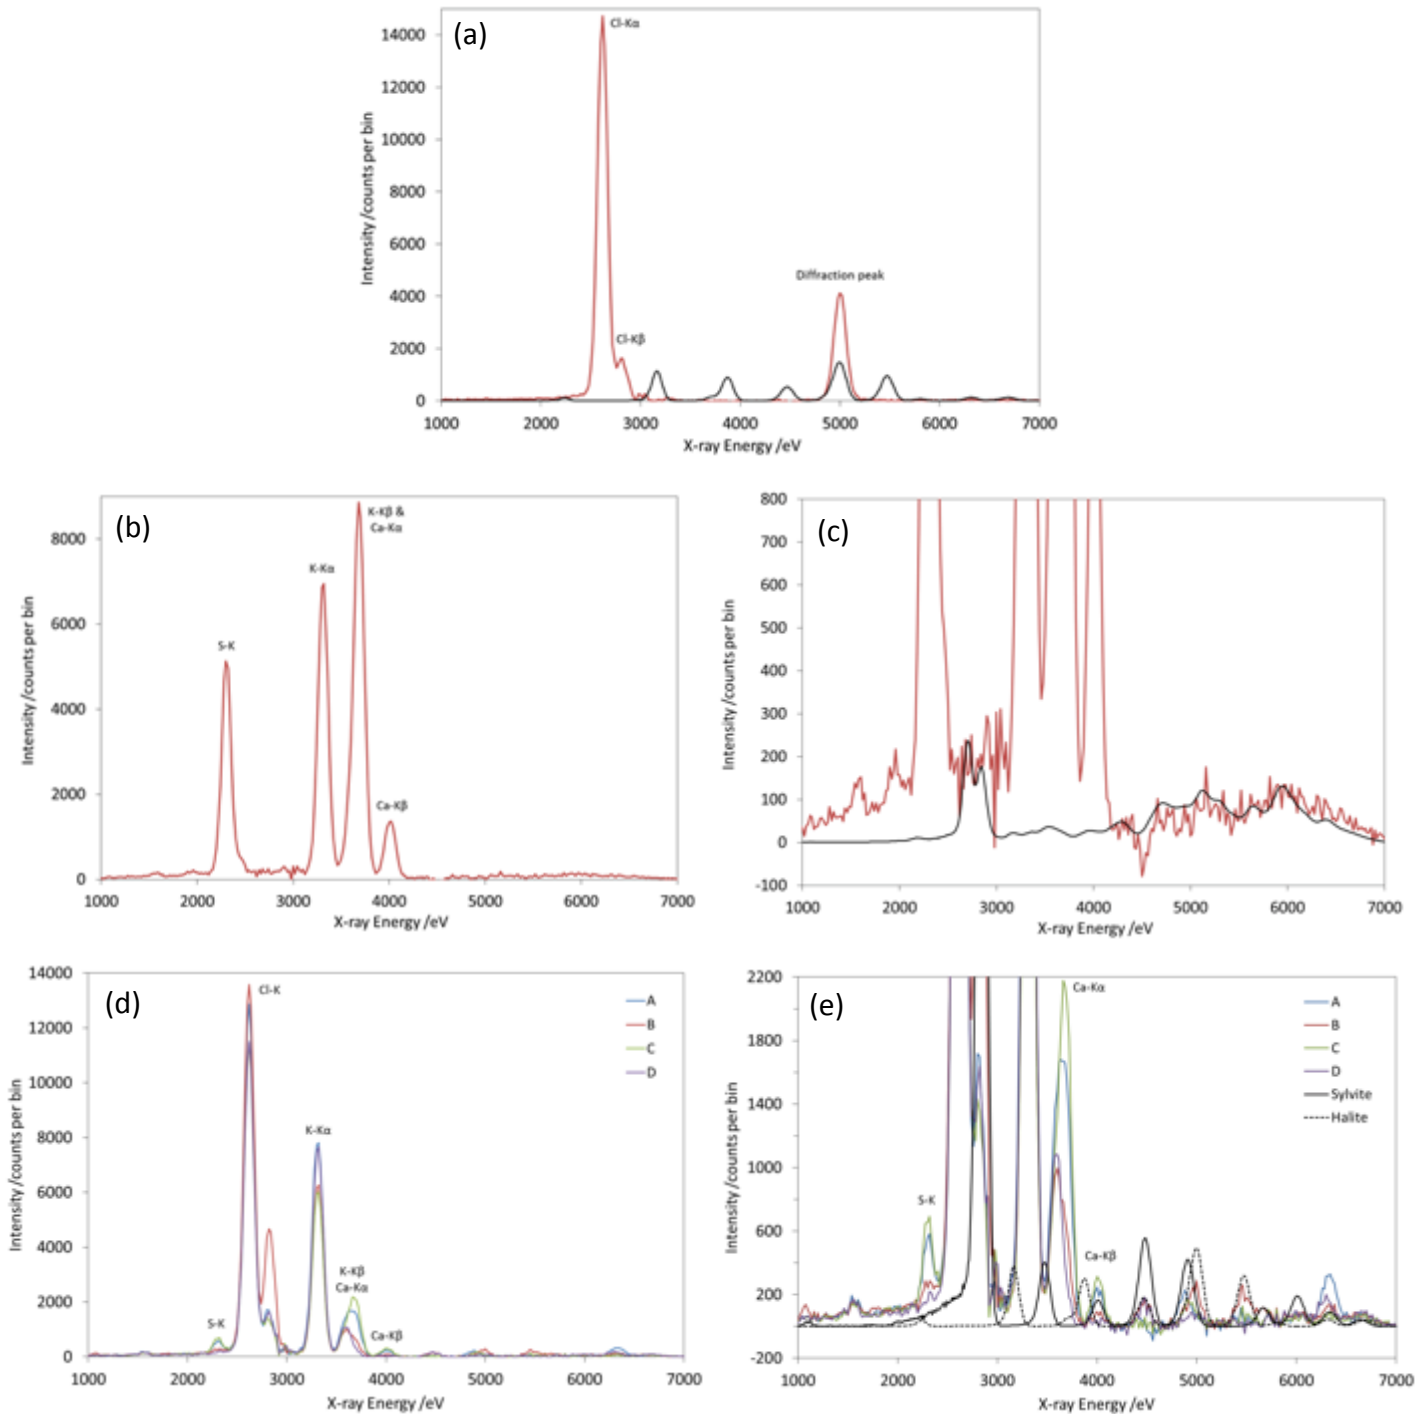 (a)
Intensity /counts per bin
14000
12000
10000
8000
6000
4000
2000
0
Cl-Kα
Cl-Kβ
Diffraction peak
1000 2000 3000 4000 5000 6000 7000
X-ray Energy /eV
(b)
Intensity /counts per bin
8000
6000
4000
2000
0
S-K
K-Kα
K-Kβ &
Ca-Kα
Ca-Kβ
1000 2000 3000 4000 5000 6000 7000
X-ray Energy /eV
(c)
Intensity /counts per bin
800
700
600
500
400
300
200
100
0
-100
1000 2000 3000 4000 5000 6000 7000
X-ray Energy /eV
(d)
Intensity /counts per bin
14000
12000
10000
8000
6000
4000
2000
0
Cl-K
K-Kα
K-Kβ
Ca-Kα
S-K
Ca-Kβ
A
B
C
D
1000 2000 3000 4000 5000 6000 7000
X-ray Energy /eV
(e)
Intensity /counts per bin
2200
1800
1400
1000
600
200
-200
Ca-Kα
S-K
Ca-Kβ
A
B
C
D
Sylvite
Halite
1000 2000 3000 4000 5000 6000 7000
X-ray Energy /eV